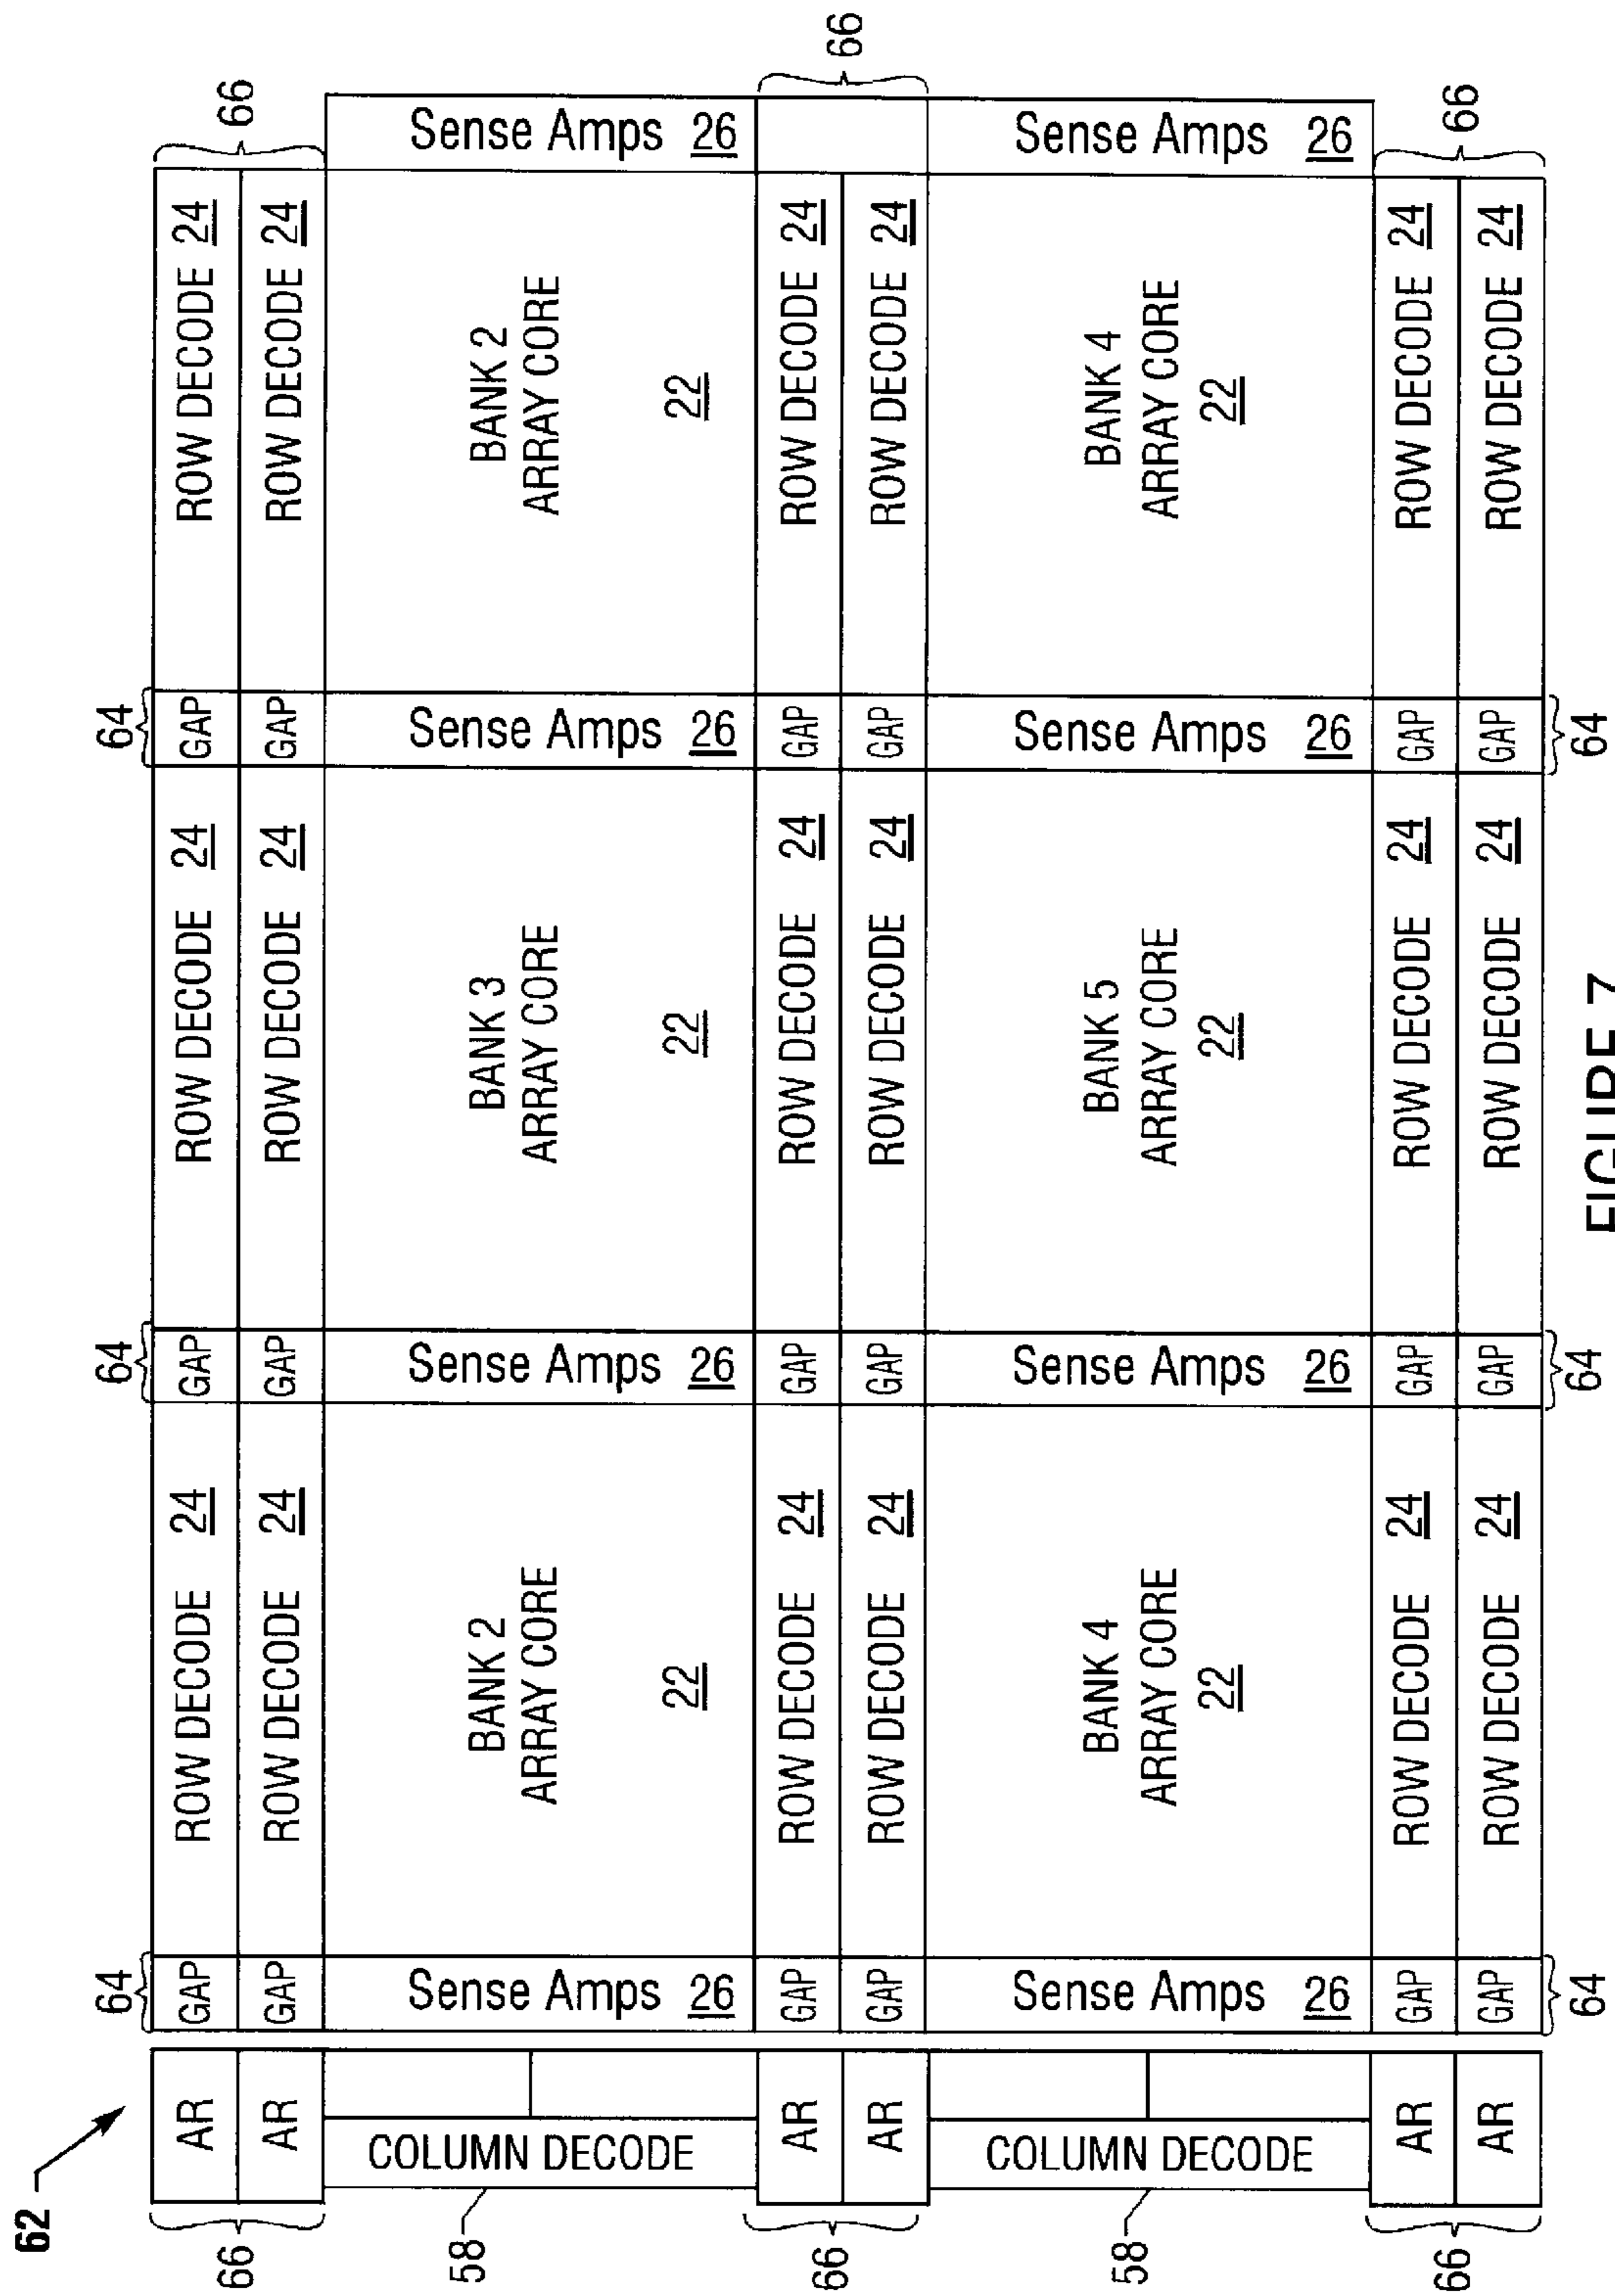 62
64 64 64
AR GAP ROW DECODE 24 GAP ROW DECODE 24 GAP ROW DECODE 24
66 66
AR GAP ROW DECODE 24 GAP ROW DECODE 24 GAP ROW DECODE 24
58
COLUMN DECODE
Sense Amps 26
BANK 2
ARRAY CORE
22
Sense Amps 26
BANK 3
ARRAY CORE
22
Sense Amps 26
BANK 2
ARRAY CORE
22
Sense Amps 26
AR GAP ROW DECODE 24 GAP ROW DECODE 24 GAP ROW DECODE 24
66 66
AR GAP ROW DECODE 24 GAP ROW DECODE 24 GAP ROW DECODE 24
58
COLUMN DECODE
Sense Amps 26
BANK 4
ARRAY CORE
22
Sense Amps 26
BANK 5
ARRAY CORE
22
Sense Amps 26
BANK 4
ARRAY CORE
22
Sense Amps 26
AR GAP ROW DECODE 24 GAP ROW DECODE 24 GAP ROW DECODE 24
66 66
AR GAP ROW DECODE 24 GAP ROW DECODE 24 GAP ROW DECODE 24
64 64 64
FIGURE 7